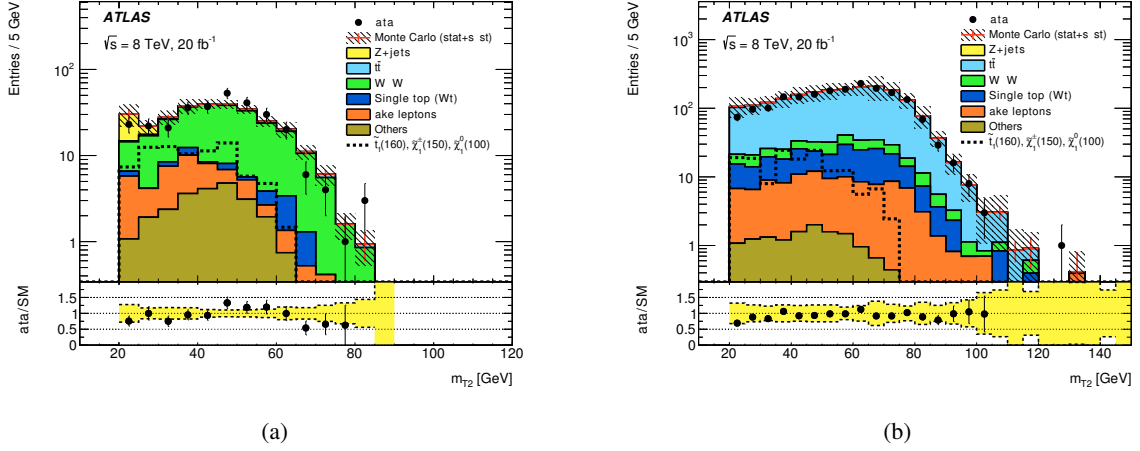 ATLAS
√s = 8 TeV, 20 fb⁻¹
Entries / 5 GeV
10²
10
1
ata
Monte Carlo (stat+s st)
Z+jets
tt̄
W W
Single top (Wt)
ake leptons
Others
t̃₁(160), χ̃₁±(150), χ̃₁⁰(100)
ata/SM
1.5
1
0.5
0
20 40 60 80 100 120
m_T2 [GeV]
(a)
ATLAS
√s = 8 TeV, 20 fb⁻¹
Entries / 5 GeV
10³
10²
10
1
ata
Monte Carlo (stat+s st)
Z+jets
tt̄
W W
Single top (Wt)
ake leptons
Others
t̃₁(160), χ̃₁±(150), χ̃₁⁰(100)
ata/SM
1.5
1
0.5
0
20 40 60 80 100 120 140
m_T2 [GeV]
(b)